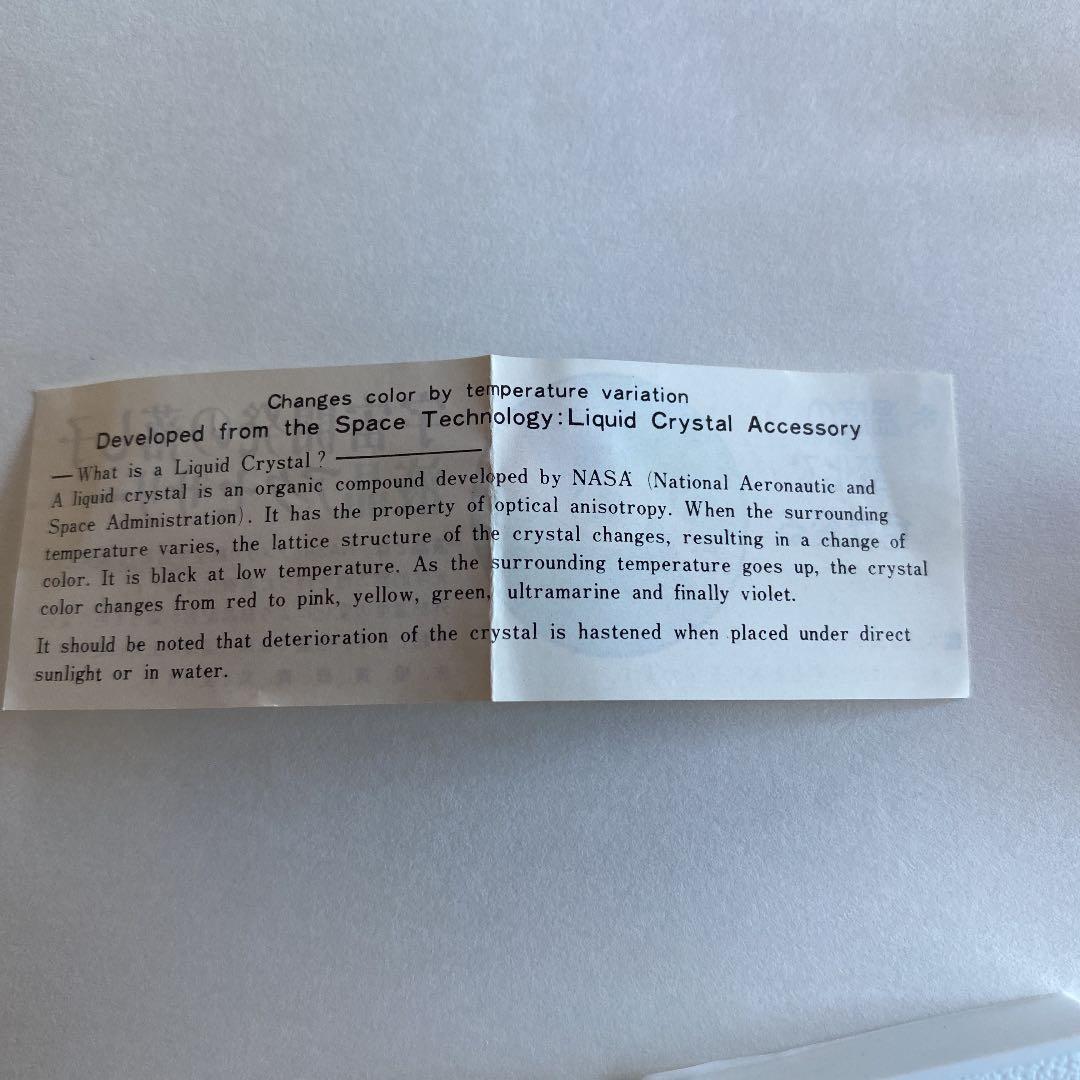 Changes color by temperature variation
Developed from the Space Technology:Liquid Crystal Accessory
—What is a Liquid Crystal?
A liquid crystal is an organic compound developed by NASA (National Aeronautic and
Space Administration). It has the property of optical anisotropy. When the surrounding
temperature varies, the lattice structure of the crystal changes, resulting in a change of
color. It is black at low temperature. As the surrounding temperature goes up, the crystal
color changes from red to pink, yellow, green, ultramarine and finally violet.
It should be noted that deterioration of the crystal is hastened when placed under direct
sunlight or in water.